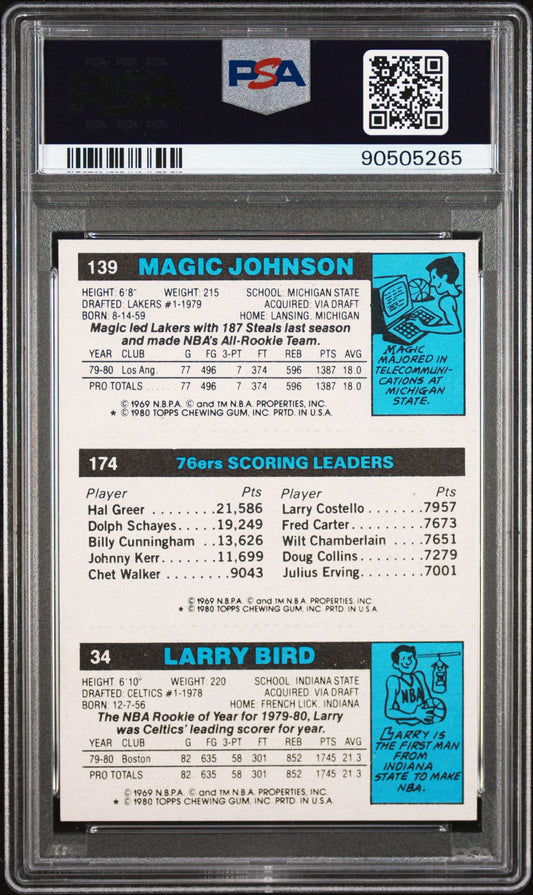 PSA
90505265
139 MAGIC JOHNSON
HEIGHT: 6'8" WEIGHT: 215 SCHOOL: MICHIGAN STATE
DRAFTED: LAKERS #1-1979 ACQUIRED: VIA DRAFT
BORN: 8-14-59 HOME: LANSING, MICHIGAN
Magic led Lakers with 187 Steals last season
and made NBA's All-Rookie Team.
YEAR CLUB G FG 3-PT FT REB PTS AVG
79-80 Los Ang. 77 496 7 374 596 1387 18.0
PRO TOTALS ..... 77 496 7 374 596 1387 18.0
© 1969 N.B.P.A. © and TM N.B.A. PROPERTIES, INC.
★ © 1980 TOPPS CHEWING GUM, INC. PRTD. IN U.S.A.
MAGIC
MAJORED IN
TELECOMMUNI-
CATIONS AT
MICHIGAN
STATE.
174 76ers SCORING LEADERS
Player Pts Player Pts
Hal Greer ........21,586 Larry Costello .....7957
Dolph Schayes.....19,249 Fred Carter........7673
Billy Cunningham ..13,626 Wilt Chamberlain ....7651
Johnny Kerr.......11,699 Doug Collins .......7279
Chet Walker ........9043 Julius Erving.......7001
© 1969 N.B.P.A. © and TM N.B.A. PROPERTIES, INC.
★ © 1980 TOPPS CHEWING GUM, INC. PRTD. IN U.S.A.
34 LARRY BIRD
HEIGHT: 6'10" WEIGHT: 220 SCHOOL: INDIANA STATE
DRAFTED: CELTICS #1-1978 ACQUIRED: VIA DRAFT
BORN: 12-7-56 HOME: FRENCH LICK, INDIANA
The NBA Rookie of Year for 1979-80, Larry
was Celtics' leading scorer for year.
YEAR CLUB G FG 3-PT FT REB PTS AVG
79-80 Boston 82 635 58 301 852 1745 21.3
PRO TOTALS 82 635 58 301 852 1745 21.3
© 1969 N.B.P.A. © and TM N.B.A. PROPERTIES, INC.
★ © 1980 TOPPS CHEWING GUM, INC. PRTD. IN U.S.A.
NBA
LARRY IS
THE FIRST MAN
FROM
INDIANA
STATE TO MAKE
NBA.
PSA